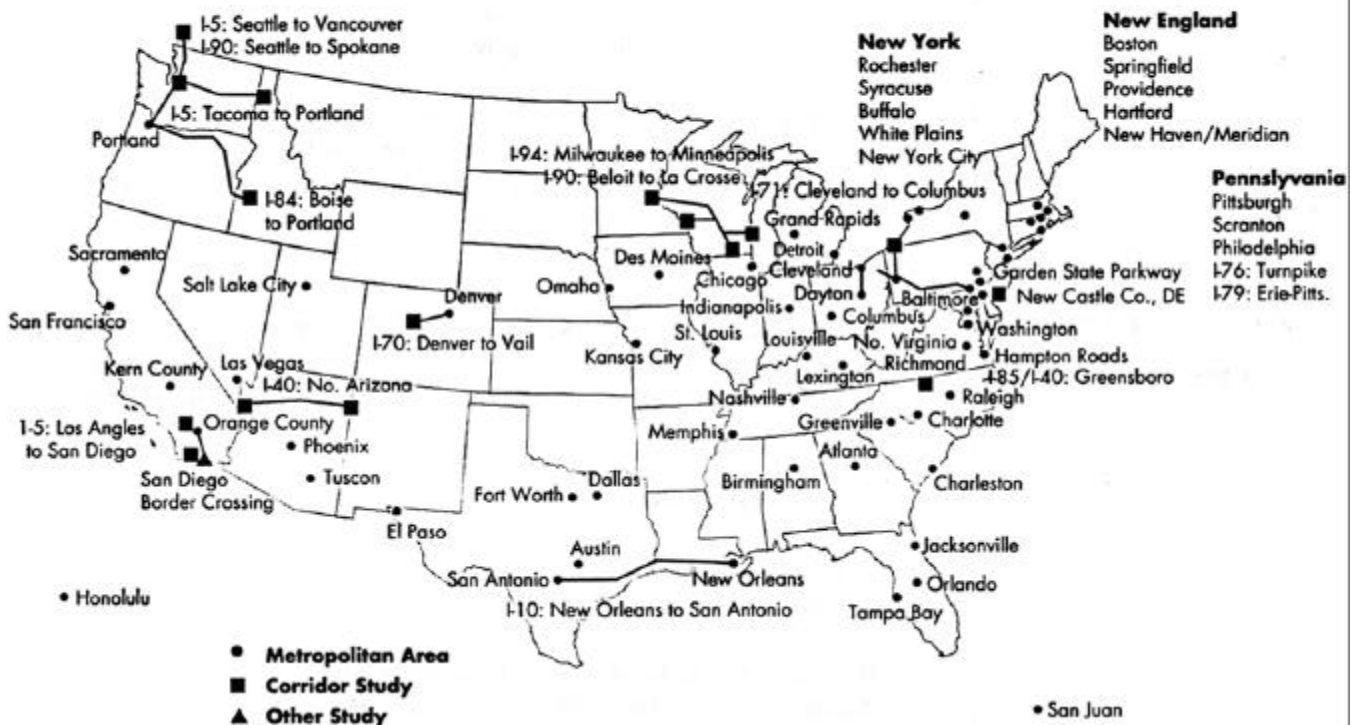 I-5: Seattle to Vancouver
I-90: Seattle to Spokane
I-5: Tacoma to Portland
Portland
I-84: Boise
to Portland
Sacramento
San Francisco
Salt Lake City
Denver
I-70: Denver to Vail
Kern County
Las Vegas
I-40: No. Arizona
Orange County
1-5: Los Angles
to San Diego
Phoenix
Tuscon
San Diego
Border Crossing
El Paso
Honolulu
I-94: Milwaukee to Minneapolis
I-90: Beloit to La Crosse
I-71: Cleveland to Columbus
Grand Rapids
Detroit
Des Moines
Chicago
Cleveland
Omaha
Indianapolis
Dayton
Columbus
Baltimore
St. Louis
Louisville
No. Virginia
Kansas City
Lexington
Richmond
Nashville
Memphis
Greenville
Birmingham
Atlanta
Fort Worth
Dallas
Austin
San Antonio
New Orleans
I-10: New Orleans to San Antonio
New York
Rochester
Syracuse
Buffalo
White Plains
New York City
New England
Boston
Springfield
Providence
Hartford
New Haven/Meridian
Pennslyvania
Pittsburgh
Scranton
Philadelphia
I-76: Turnpike
I-79: Erie-Pitts.
Garden State Parkway
New Castle Co., DE
Washington
Hampton Roads
I-85/I-40: Greensboro
Raleigh
Charlotte
Charleston
Jacksonville
Orlando
Tampa Bay
San Juan
Metropolitan Area
Corridor Study
Other Study